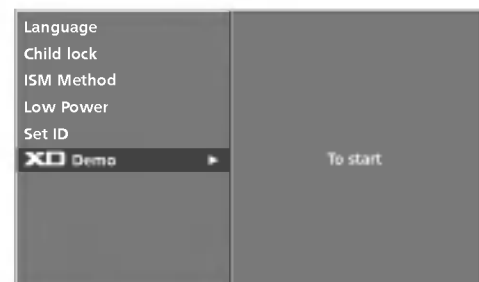 Language
Child lock
ISM Method
Low Power
Set ID
XD Demo ►
To start